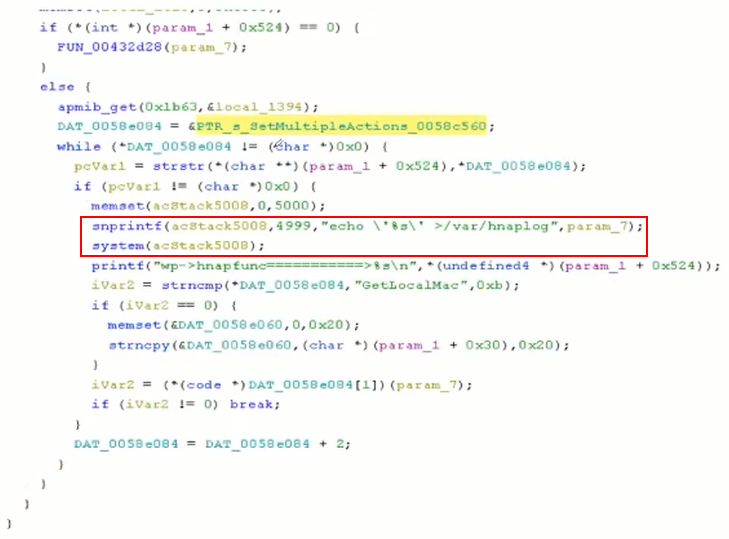 if (*(int *)(param_1 + 0x524) == 0) {
FUN_00432d28(param_7);
}
else {
apmib_get(0x1b63,&local_1394);
DAT_0058e084 = &PTR_s_SetMultipleActions_0058c560;
while (*DAT_0058e084 != (char *)0x0) {
pcVar1 = strstr(*(char **)(param_1 + 0x524),*DAT_0058e084);
if (pcVar1 != (char *)0x0) {
memset(acStack5008,0,5000);
snprintf(acStack5008,4999,"echo \'%s\' >/var/hnaplog",param_7);
system(acStack5008);
printf("wp->hnapfunc===========>%s\n",*(undefined4 *)(param_1 + 0x524));
iVar2 = strncmp(*DAT_0058e084,"GetLocalMac",0xb);
if (iVar2 == 0) {
memset(&DAT_0058e060,0,0x20);
strncpy(&DAT_0058e060,(char *)(param_1 + 0x30),0x20);
}
iVar2 = (*(code *)DAT_0058e084[1])(param_7);
if (iVar2 != 0) break;
}
DAT_0058e084 = DAT_0058e084 + 2;
}
}
}
}